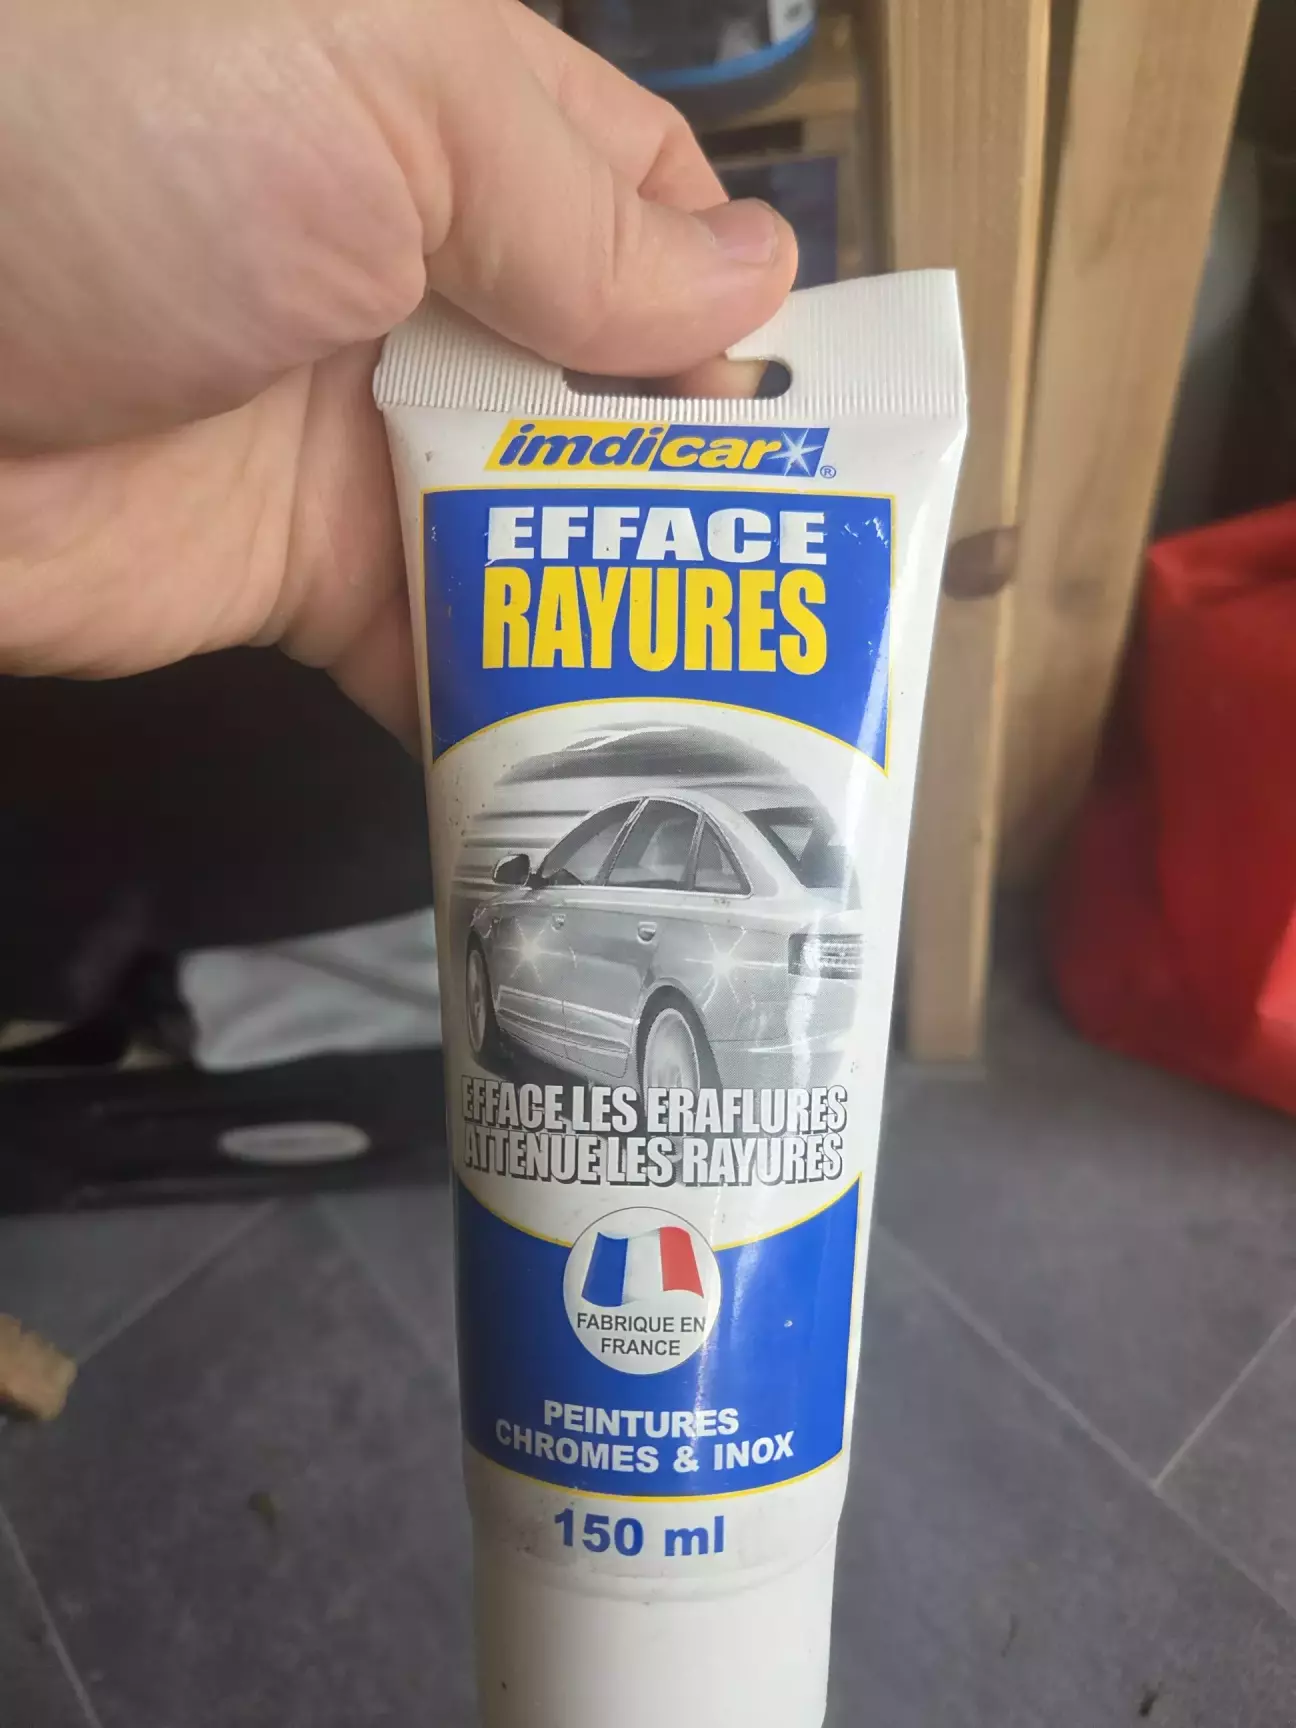 imdicar®
EFFACE
RAYURES
EFFACE LES ERAFLURES
ATTENUE LES RAYURES
FABRIQUE EN
FRANCE
PEINTURES
CHROMES & INOX
150 ml